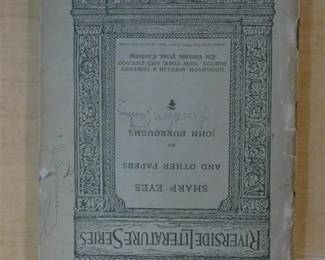 RIVERSIDE LITERATURE SERIES
SHARP EYES
AND OTHER PAPERS
BY
JOHN BURROUGHS
HOUGHTON, MIFFLIN & COMPANY
BOSTON, NEW YORK, AND CHICAGO
The Riverside Press, Cambridge